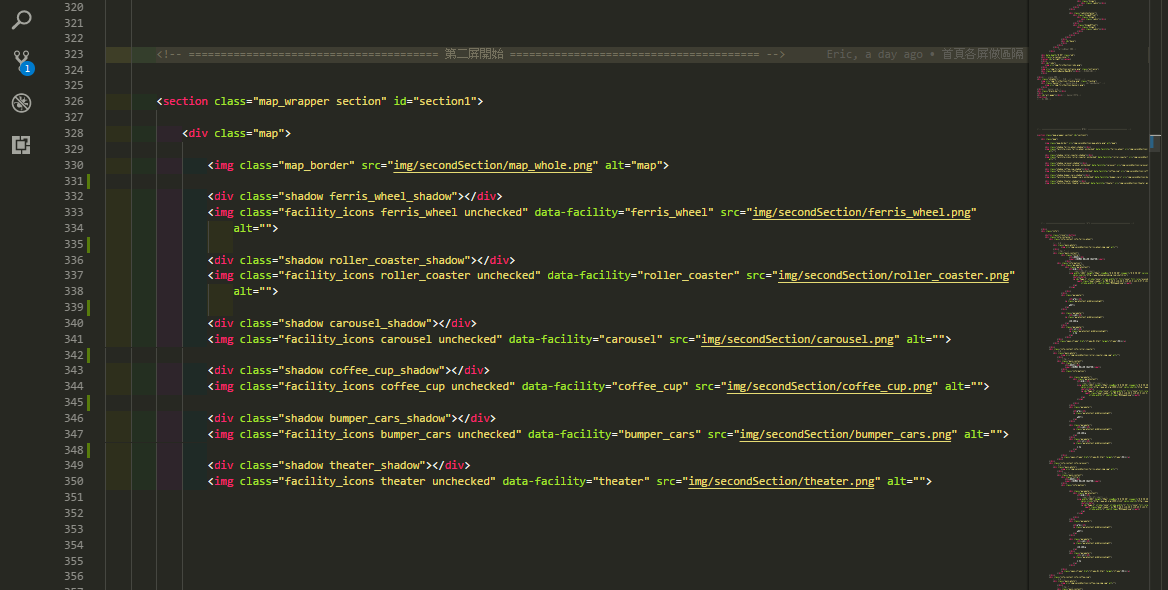 320
321
322
323 <!-- ======================================= 第二屏開始 ======================================= --> Eric, a day ago • 首頁各屏做區隔
324
325
326 <section class="map_wrapper section" id="section1">
327
328 <div class="map">
329
330 <img class="map_border" src="img/secondSection/map_whole.png" alt="map">
331
332 <div class="shadow ferris_wheel_shadow"></div>
333 <img class="facility_icons ferris_wheel unchecked" data-facility="ferris_wheel" src="img/secondSection/ferris_wheel.png"
334 alt="">
335
336 <div class="shadow roller_coaster_shadow"></div>
337 <img class="facility_icons roller_coaster unchecked" data-facility="roller_coaster" src="img/secondSection/roller_coaster.png"
338 alt="">
339
340 <div class="shadow carousel_shadow"></div>
341 <img class="facility_icons carousel unchecked" data-facility="carousel" src="img/secondSection/carousel.png" alt="">
342
343 <div class="shadow coffee_cup_shadow"></div>
344 <img class="facility_icons coffee_cup unchecked" data-facility="coffee_cup" src="img/secondSection/coffee_cup.png" alt="">
345
346 <div class="shadow bumper_cars_shadow"></div>
347 <img class="facility_icons bumper_cars unchecked" data-facility="bumper_cars" src="img/secondSection/bumper_cars.png" alt="">
348
349 <div class="shadow theater_shadow"></div>
350 <img class="facility_icons theater unchecked" data-facility="theater" src="img/secondSection/theater.png" alt="">
351
352
353
354
355
356
1